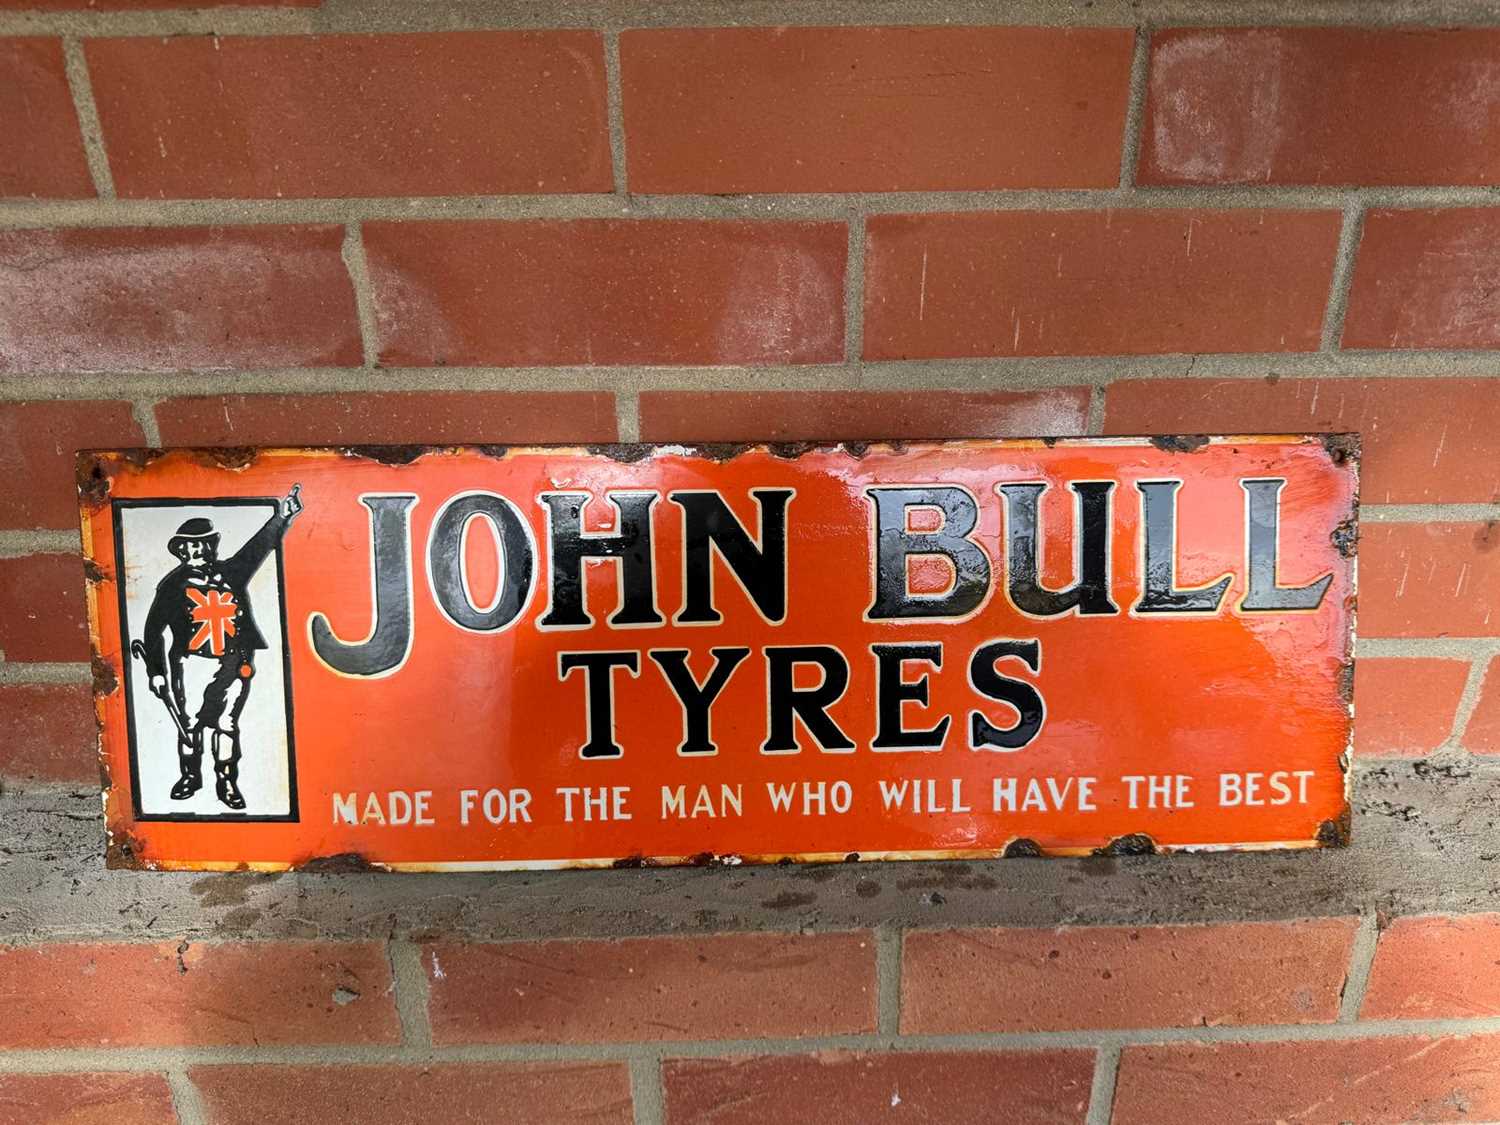 JOHN BULL
TYRES
MADE FOR THE MAN WHO WILL HAVE THE BEST